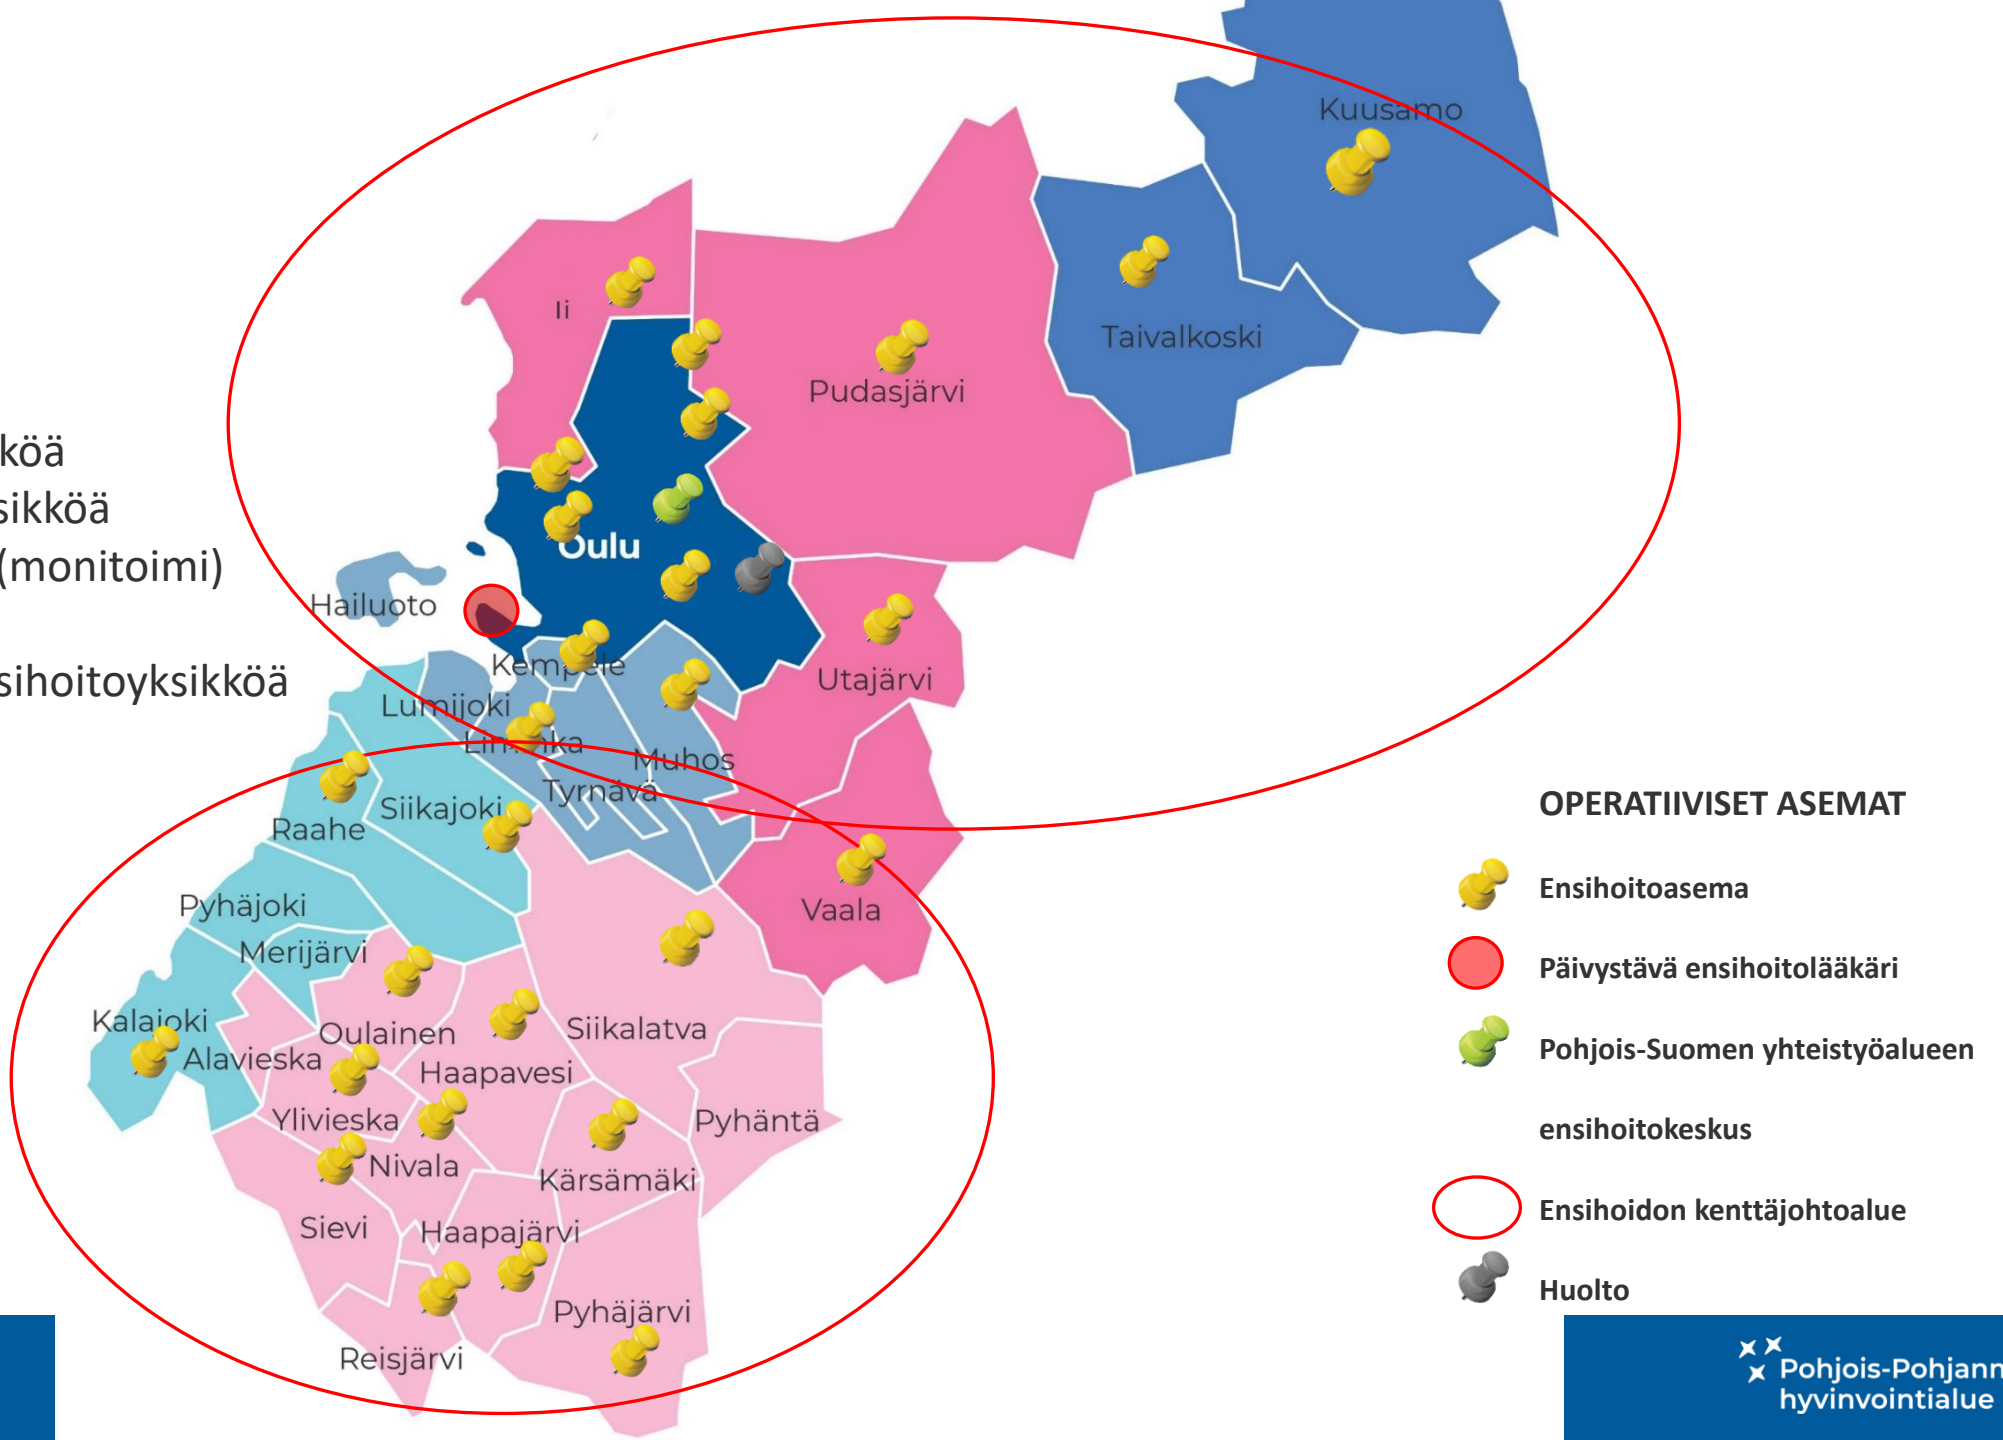 Kuusamo
Ii
Taivalkoski
Pudasjärvi
köä
sikköä
Oulu
(monitoimi)
Hailuoto
Kempele
sihoitoyksikköä
Utajärvi
Lumijoki
Liminka
Muhos
Tyrnävä
Siikajoki
Raahe
Pyhäjoki
Vaala
Merijärvi
Kalajoki
Oulainen
Siikalatva
Alavieska
Haapavesi
Ylivieska
Pyhäntä
Nivala
Kärsämäki
Sievi
Haapajärvi
Pyhäjärvi
Reisjärvi
OPERATIIVISET ASEMAT
Ensihoitoasema
Päivystävä ensihoitolääkäri
Pohjois-Suomen yhteistyöalueen
ensihoitokeskus
Ensihoidon kenttäjohtoalue
Huolto
Pohjois-Pohjann
hyvinvointialue